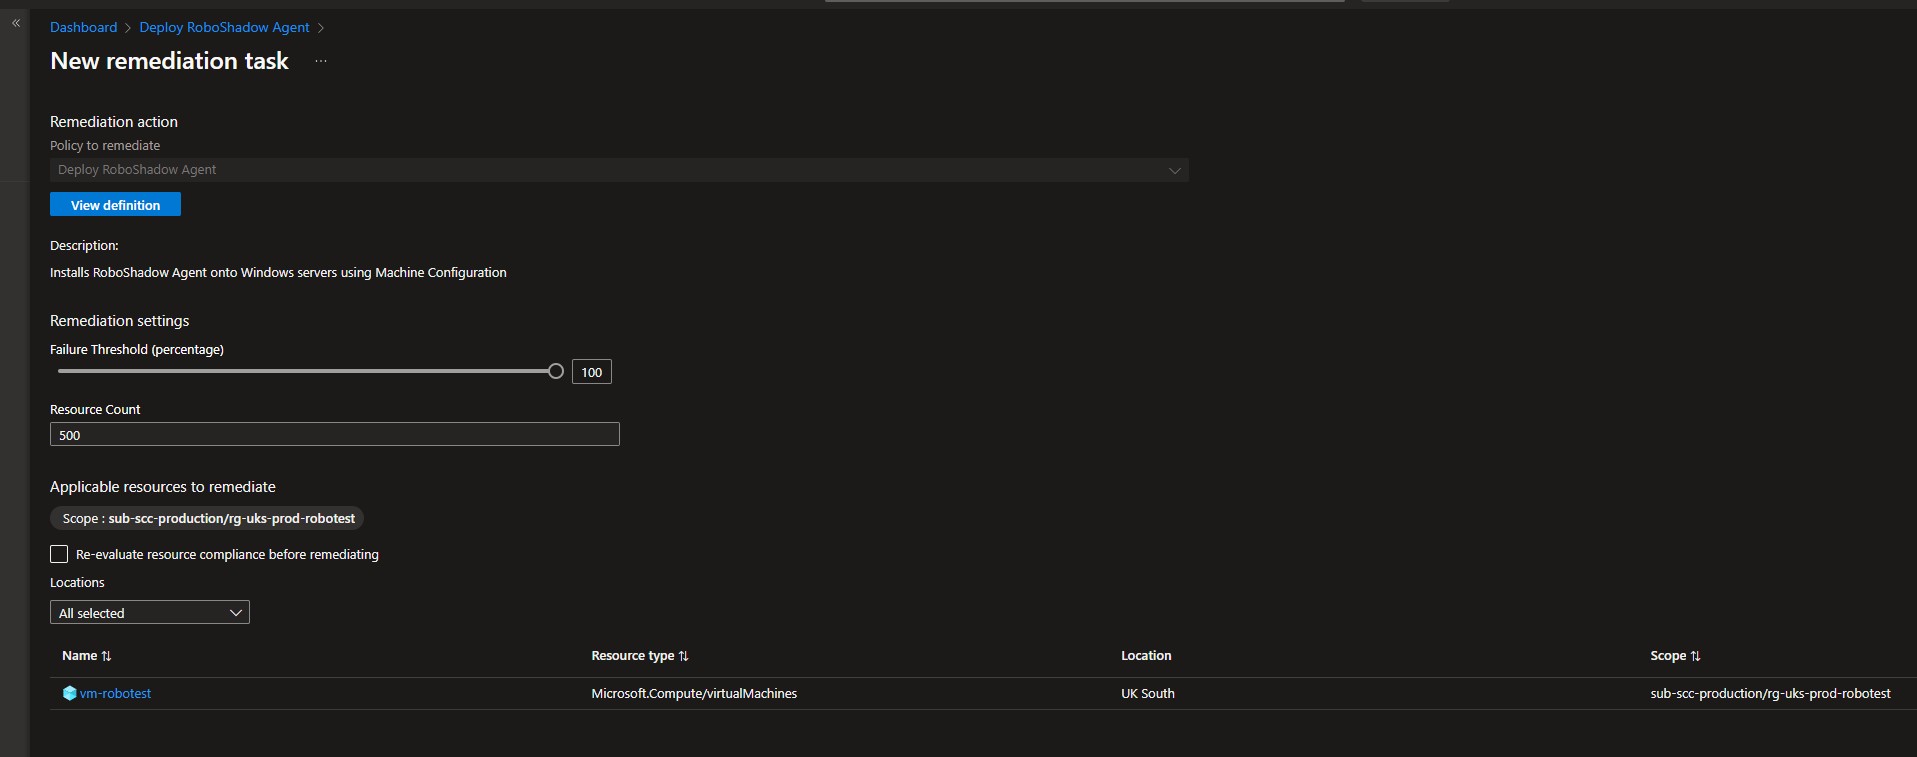 «
Dashboard > Deploy RoboShadow Agent >
New remediation task ...
Remediation action
Policy to remediate
Deploy RoboShadow Agent
View definition
Description:
Installs RoboShadow Agent onto Windows servers using Machine Configuration
Remediation settings
Failure Threshold (percentage)
100
Resource Count
500
Applicable resources to remediate
Scope : sub-scc-production/rg-uks-prod-robotest
Re-evaluate resource compliance before remediating
Locations
All selected
Name ↑↓ Resource type ↑↓ Location Scope ↑↓
vm-robotest Microsoft.Compute/virtualMachines UK South sub-scc-production/rg-uks-prod-robotest